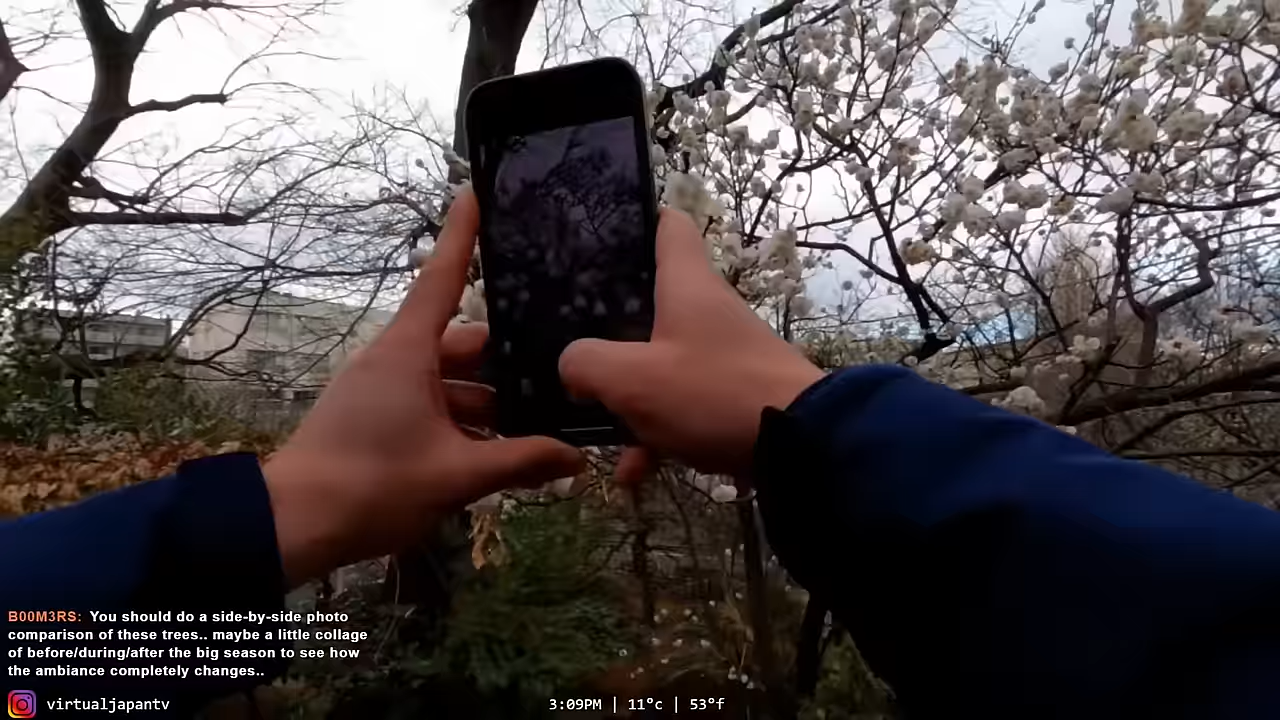 B00M3RS: You should do a side-by-side photo
comparison of these trees.. maybe a little collage
of before/during/after the big season to see how
the ambiance completely changes..
virtualjapantv
3:09PM | 11°c | 53°f